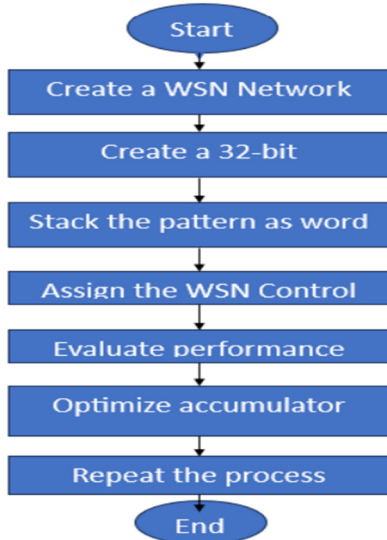 Start
Create a WSN Network
Create a 32-bit
Stack the pattern as word
Assign the WSN Control
Evaluate performance
Optimize accumulator
Repeat the process
End